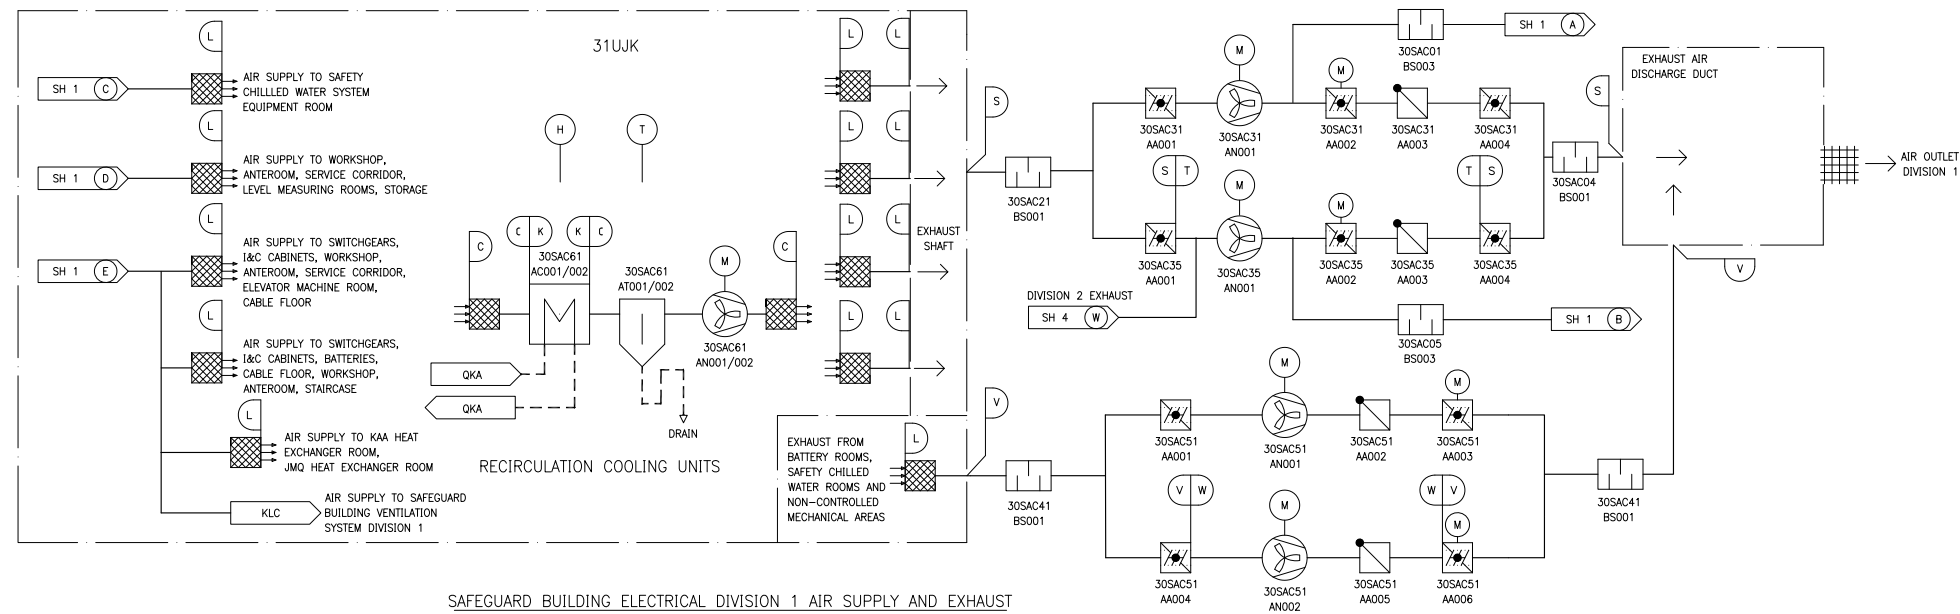 31UJK
L
SH 1 C
AIR SUPPLY TO SAFETY
CHILLLED WATER SYSTEM
EQUIPMENT ROOM
L
SH 1 D
AIR SUPPLY TO WORKSHOP,
ANTEROOM, SERVICE CORRIDOR,
LEVEL MEASURING ROOMS, STORAGE
L
SH 1 E
AIR SUPPLY TO SWITCHGEARS,
I&C CABINETS, WORKSHOP,
ANTEROOM, SERVICE CORRIDOR,
ELEVATOR MACHINE ROOM,
CABLE FLOOR
L
AIR SUPPLY TO SWITCHGEARS,
I&C CABINETS, BATTERIES,
CABLE FLOOR, WORKSHOP,
ANTEROOM, STAIRCASE
L
AIR SUPPLY TO KAA HEAT
EXCHANGER ROOM,
JMQ HEAT EXCHANGER ROOM
KLC
AIR SUPPLY TO SAFEGUARD
BUILDING VENTILATION
SYSTEM DIVISION 1
H
T
C
C K
K C
30SAC61
AC001/002
30SAC61
AT001/002
M
30SAC61
AN001/002
C
QKA
QKA
DRAIN
RECIRCULATION COOLING UNITS
L L
L L
L L
L L
EXHAUST
SHAFT
L
EXHAUST FROM
BATTERY ROOMS,
SAFETY CHILLED
WATER ROOMS AND
NON-CONTROLLED
MECHANICAL AREAS
S
30SAC21
BS001
V
30SAC41
BS001
30SAC31
AA001
M
30SAC31
AN001
30SAC01
BS003
SH 1 A
M
30SAC31
AA002
30SAC31
AA003
30SAC31
AA004
S T
T S
30SAC35
AA001
M
30SAC35
AN001
M
30SAC35
AA002
30SAC35
AA003
30SAC35
AA004
DIVISION 2 EXHAUST
SH 4 W
30SAC05
BS003
SH 1 B
30SAC04
BS001
S
EXHAUST AIR
DISCHARGE DUCT
AIR OUTLET
DIVISION 1
V
30SAC51
AA001
M
30SAC51
AN001
30SAC51
AA002
M
30SAC51
AA003
V W
W V
30SAC51
AA004
M
30SAC51
AN002
30SAC51
AA005
M
30SAC51
AA006
30SAC41
BS001
SAFEGUARD BUILDING ELECTRICAL DIVISION 1 AIR SUPPLY AND EXHAUST